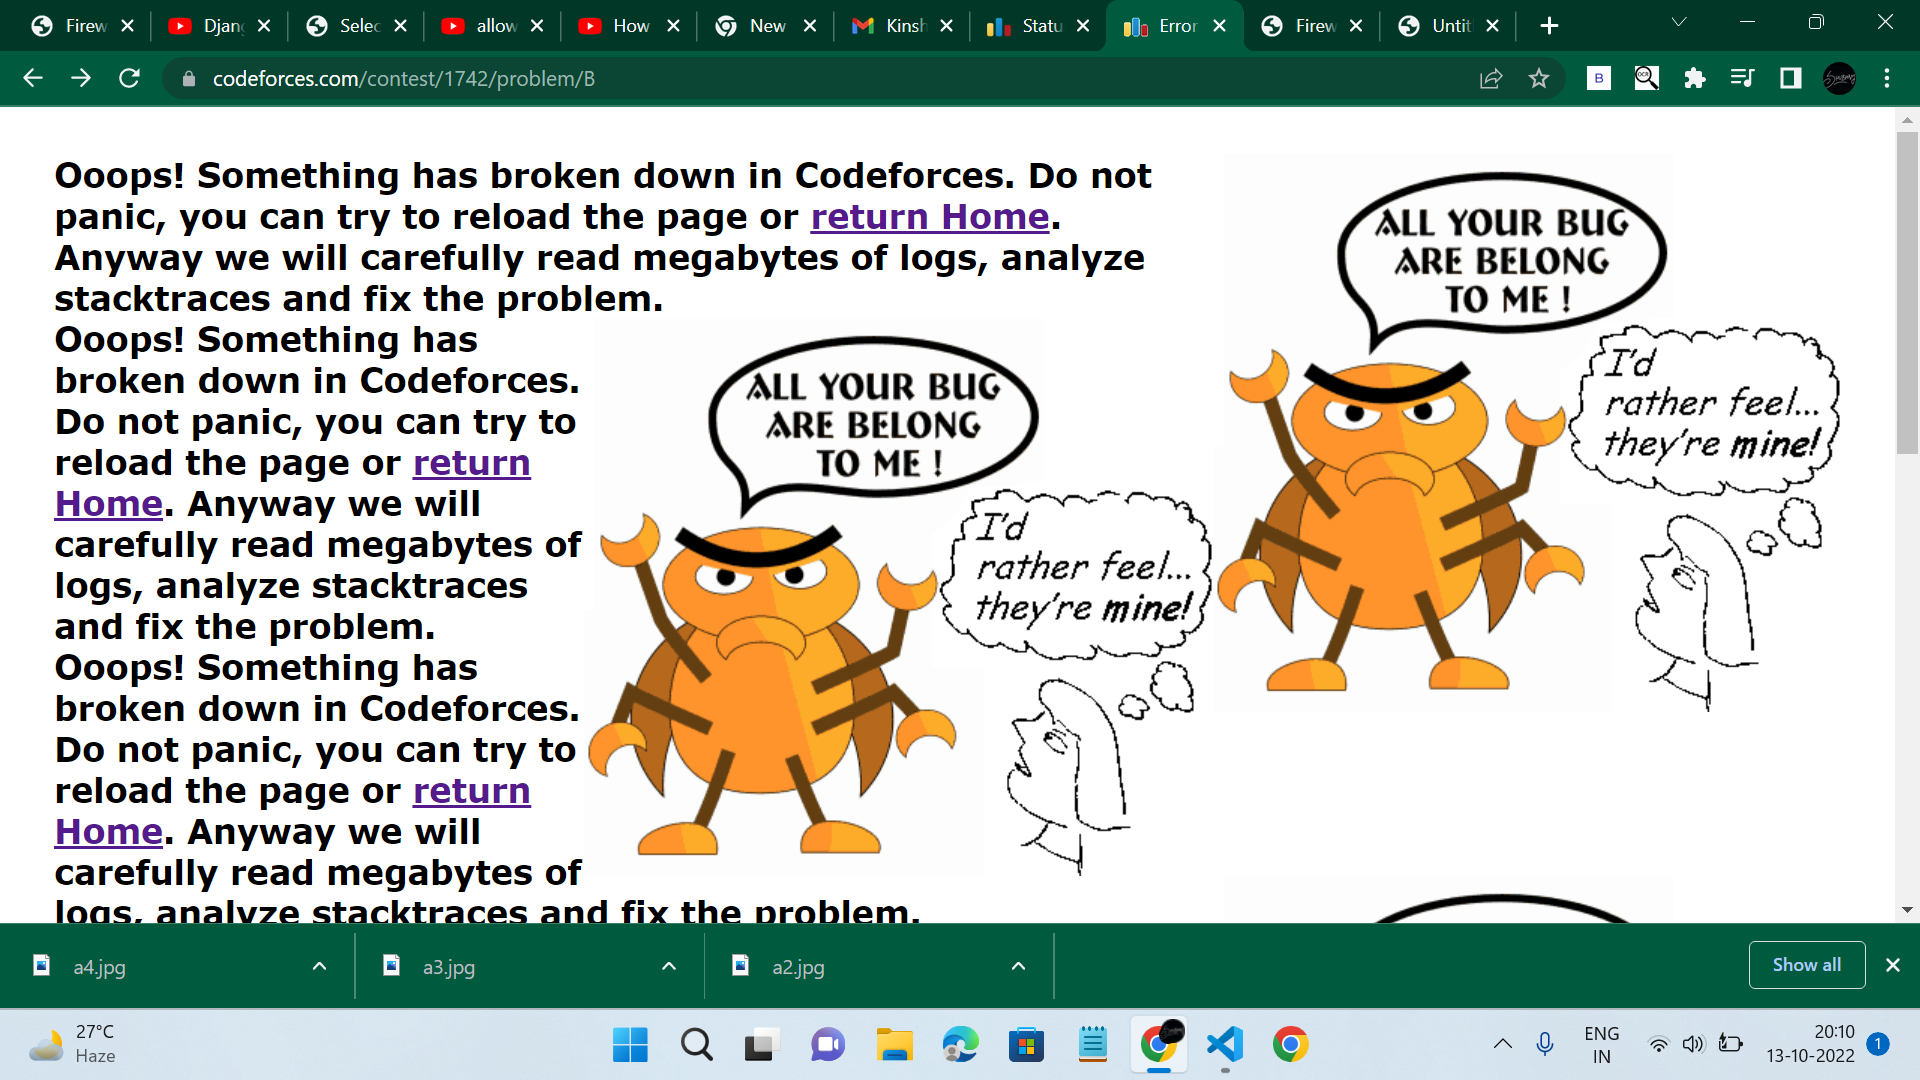 Firew
Djan
Selec
allow
How
New
Kinsh
Statu
Error
Firew
Untit
codeforces.com/contest/1742/problem/B
B
OCR
Ooops! Something has broken down in Codeforces. Do not
panic, you can try to reload the page or return Home.
Anyway we will carefully read megabytes of logs, analyze
stacktraces and fix the problem.
ALL YOUR BUG
ARE BELONG
TO ME !
I'd
rather feel...
they're mine!
Ooops! Something has
broken down in Codeforces.
Do not panic, you can try to
reload the page or return
Home. Anyway we will
carefully read megabytes of
logs, analyze stacktraces
and fix the problem.
ALL YOUR BUG
ARE BELONG
TO ME !
I'd
rather feel...
they're mine!
Ooops! Something has
broken down in Codeforces.
Do not panic, you can try to
reload the page or return
Home. Anyway we will
carefully read megabytes of
logs, analyze stacktraces and fix the problem.
a4.jpg
a3.jpg
a2.jpg
Show all
27°C
Haze
ENG
IN
20:10
13-10-2022
1